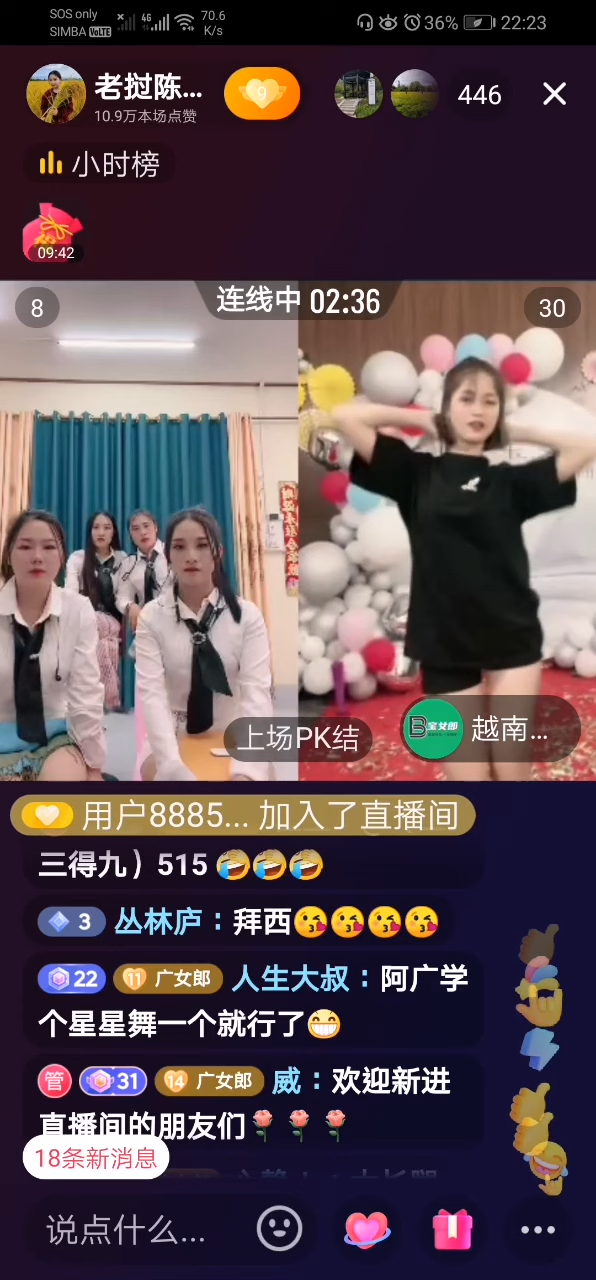 SOS only
SIMBA VoLTE
4G
70.6
K/s
36%
22:23
老挝陈...
10.9万本场点赞
9
446
小时榜
09:42
8
连线中 02:36
30
上场PK结
B宝女郎
越南...
用户8885... 加入了直播间
三得九）515 🤣🤣🤣
3 丛林庐：拜西😘😘😘😘
22 11 广女郎 人生大叔：阿广学
个星星舞一个就行了😁
管 31 14 广女郎 威：欢迎新进
直播间的朋友们🌹🌹🌹
18条新消息
说点什么...